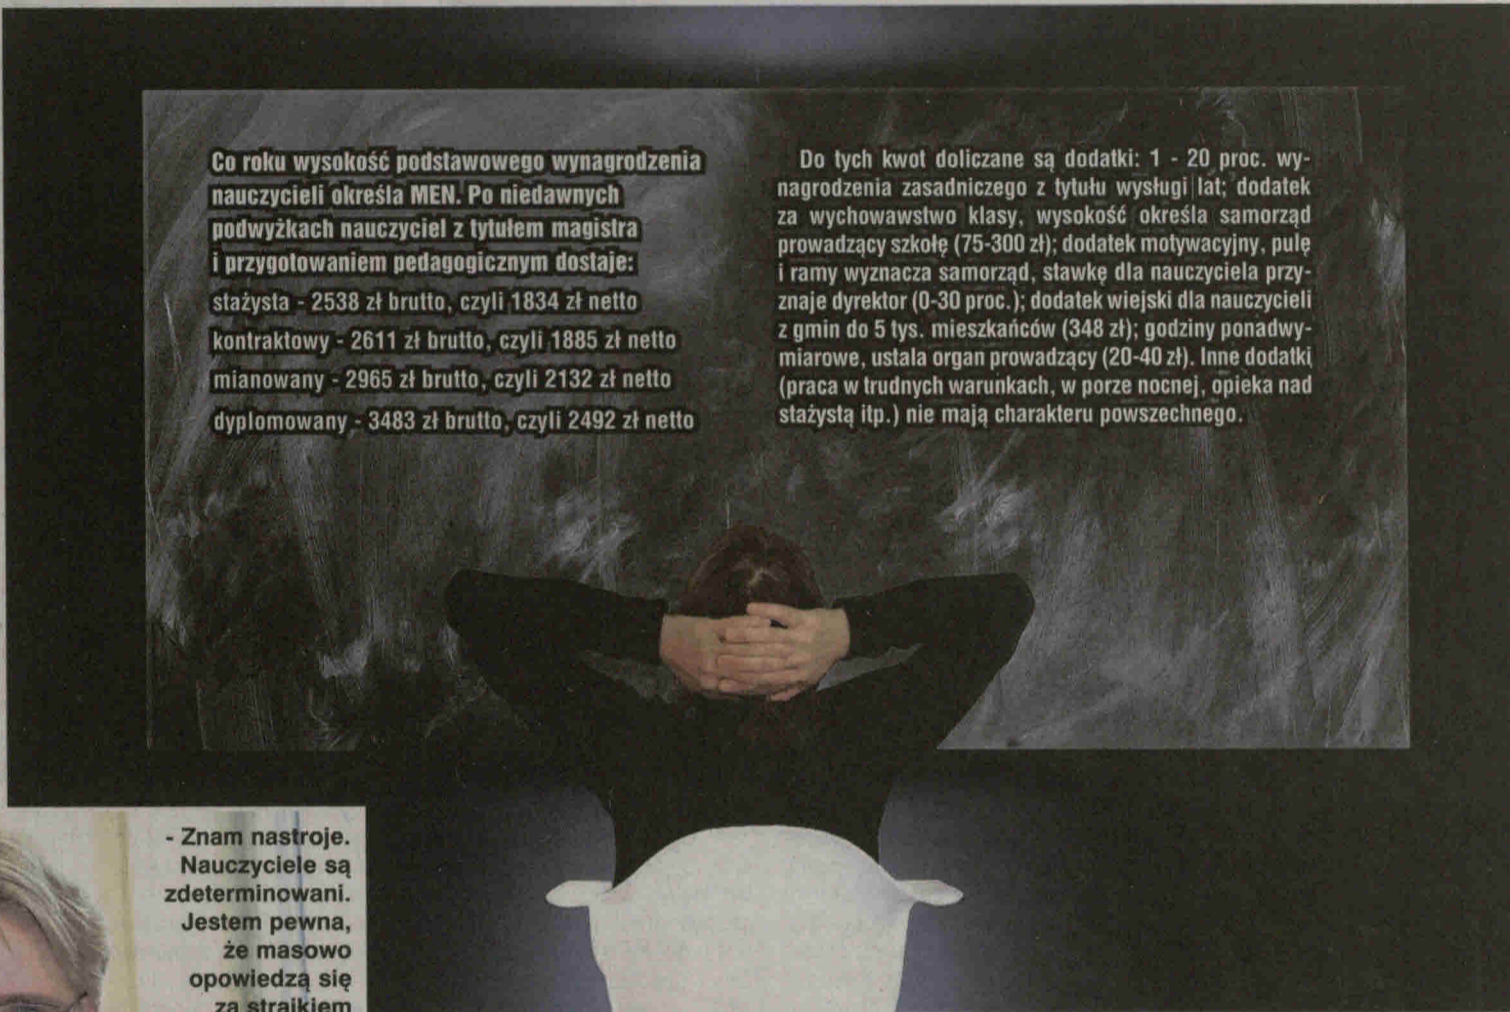 Co roku wysokość podstawowego wynagrodzenia
nauczycieli określa MEN. Po niedawnych
podwyżkach nauczyciel z tytułem magistra
i przygotowaniem pedagogicznym dostaje:
stażysta - 2538 zł brutto, czyli 1834 zł netto
kontraktowy - 2611 zł brutto, czyli 1885 zł netto
mianowany - 2965 zł brutto, czyli 2132 zł netto
dyplomowany - 3483 zł brutto, czyli 2492 zł netto
Do tych kwot doliczane są dodatki: 1 - 20 proc. wy-
nagrodzenia zasadniczego z tytułu wysługi lat; dodatek
za wychowawstwo klasy, wysokość określa samorząd
prowadzący szkołę (75-300 zł); dodatek motywacyjny, pulę
i ramy wyznacza samorząd, stawkę dla nauczyciela przy-
znaje dyrektor (0-30 proc.); dodatek wiejski dla nauczycieli
z gmin do 5 tys. mieszkańców (348 zł); godziny ponadwy-
miarowe, ustala organ prowadzący (20-40 zł). Inne dodatki
(praca w trudnych warunkach, w porze nocnej, opieka nad
stażystą itp.) nie mają charakteru powszechnego.
- Znam nastroje.
Nauczyciele są
zdeterminowani.
Jestem pewna,
że masowo
opowiedzą się
za strajkiem